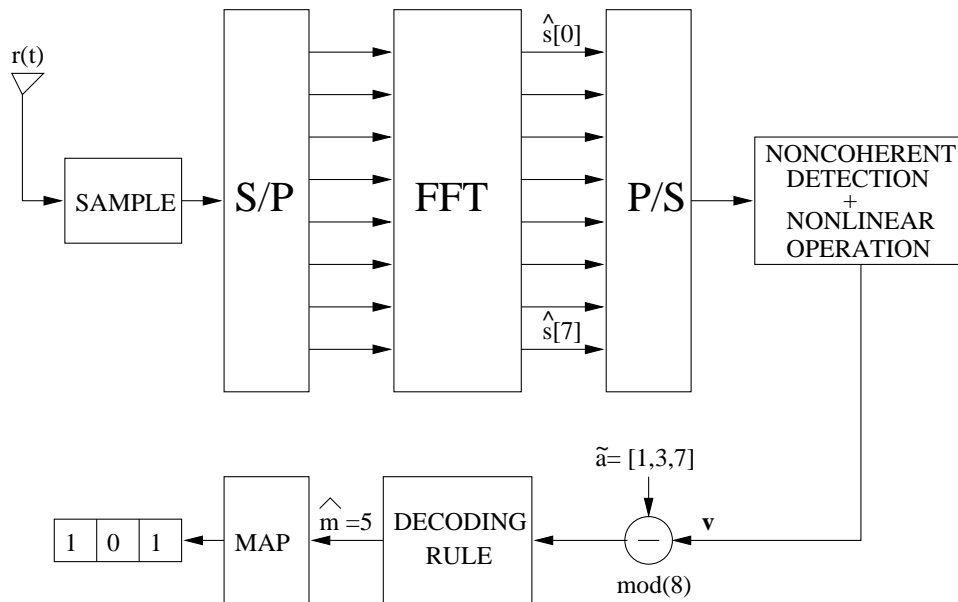 r(t)
SAMPLE
S/P
FFT
ŝ[0]
ŝ[7]
P/S
NONCOHERENT
DETECTION
+
NONLINEAR
OPERATION
ã= [1,3,7]
v
−
mod(8)
DECODING
RULE
m̂ =5
MAP
1 0 1